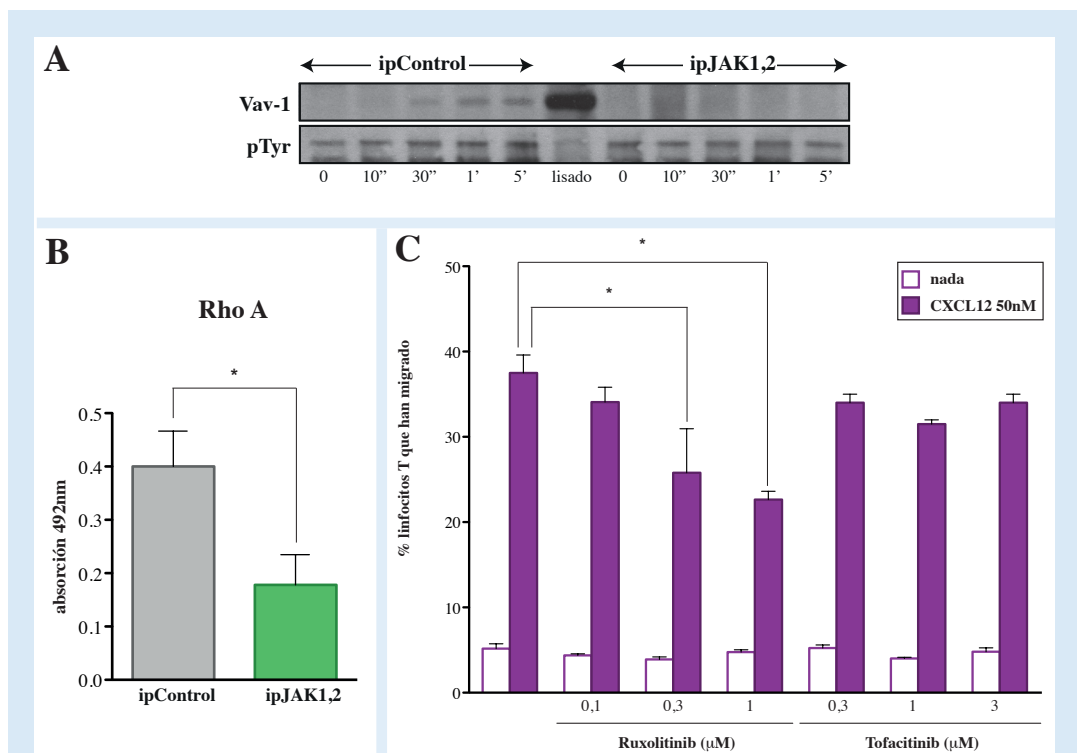 A
ipControl
ipJAK1,2
Vav-1
pTyr
0 10” 30” 1’ 5’ lisado 0 10” 30” 1’ 5’
B
Rho A
*
absorción 492nm
0.5
0.4
0.3
0.2
0.1
0.0
ipControl ipJAK1,2
C
*
*
nada
CXCL12 50nM
% linfocitos T que han migrado
50
40
30
20
10
0
0,1 0,3 1 0,3 1 3
Ruxolitinib (µM) Tofacitinib (µM)